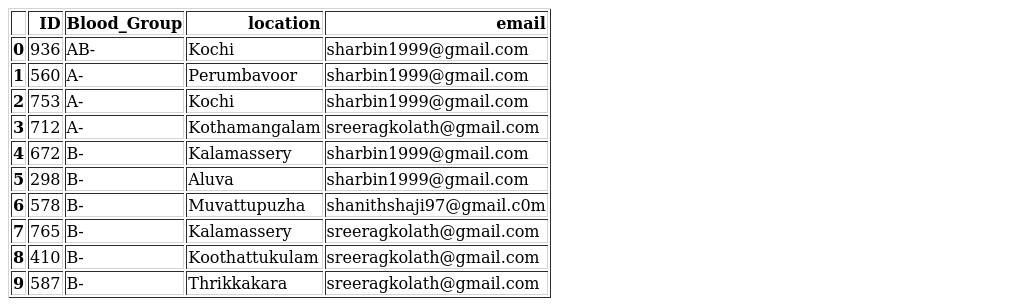 ID Blood_Group location email
0 936 AB- Kochi sharbin1999@gmail.com
1 560 A- Perumbavoor sharbin1999@gmail.com
2 753 A- Kochi sharbin1999@gmail.com
3 712 A- Kothamangalam sreeragkolath@gmail.com
4 672 B- Kalamassery sharbin1999@gmail.com
5 298 B- Aluva sharbin1999@gmail.com
6 578 B- Muvattupuzha shanithshaji97@gmail.c0m
7 765 B- Kalamassery sreeragkolath@gmail.com
8 410 B- Koothattukulam sreeragkolath@gmail.com
9 587 B- Thrikkakara sreeragkolath@gmail.com